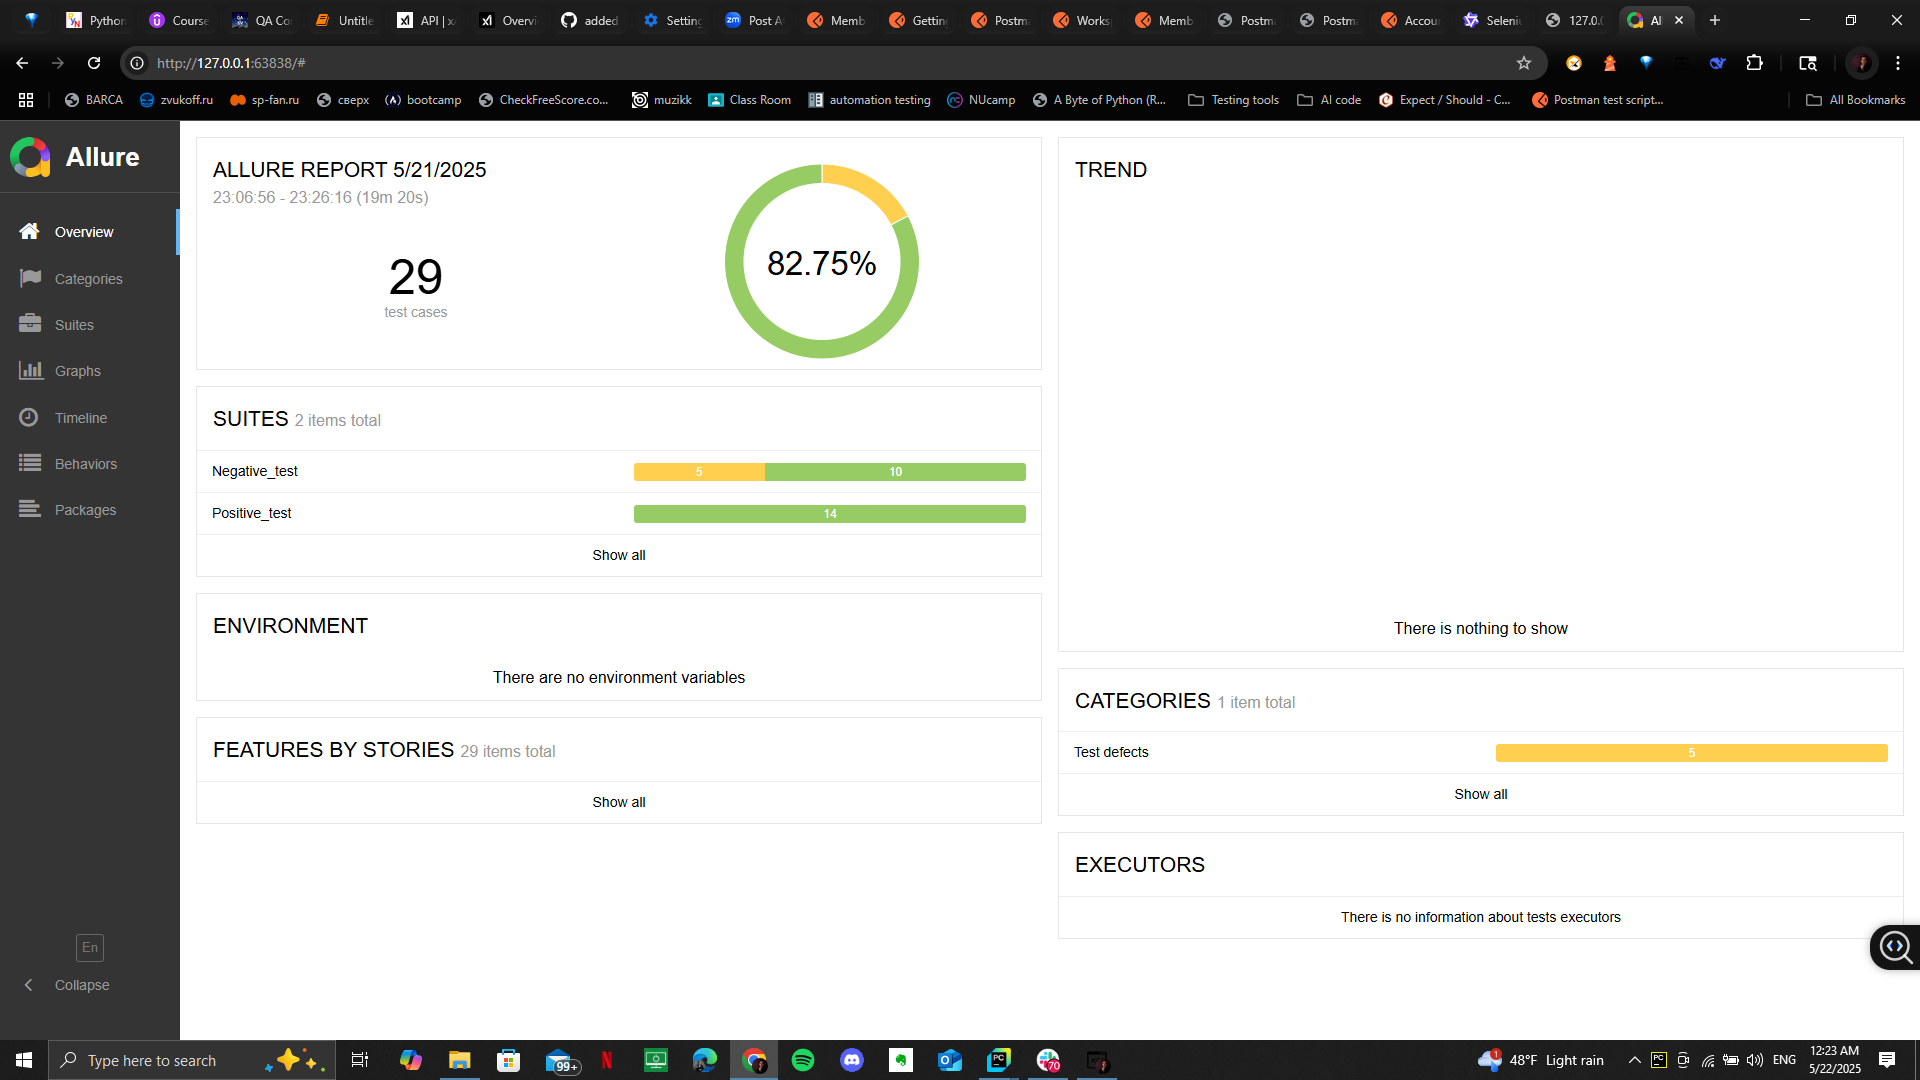 Python
Course
QA Co
Untitle
API | x
Overvi
added
Setting
Post A
Memb
Gettin
Postma
Works
Memb
Postma
Postma
Accou
Seleni
127.0.0
Al
http://127.0.0.1:63838/#
BARCA
zvukoff.ru
sp-fan.ru
сверх
bootcamp
CheckFreeScore.co...
muzikk
Class Room
automation testing
NUcamp
A Byte of Python (R...
Testing tools
AI code
Expect / Should - C...
Postman test script...
All Bookmarks
Allure
Overview
Categories
Suites
Graphs
Timeline
Behaviors
Packages
En
Collapse
ALLURE REPORT 5/21/2025
23:06:56 - 23:26:16 (19m 20s)
29
test cases
82.75%
SUITES 2 items total
Negative_test 5 10
Positive_test 14
Show all
ENVIRONMENT
There are no environment variables
FEATURES BY STORIES 29 items total
Show all
TREND
There is nothing to show
CATEGORIES 1 item total
Test defects 5
Show all
EXECUTORS
There is no information about tests executors
Type here to search
99+
70
1
48°F Light rain
ENG
12:23 AM
5/22/2025